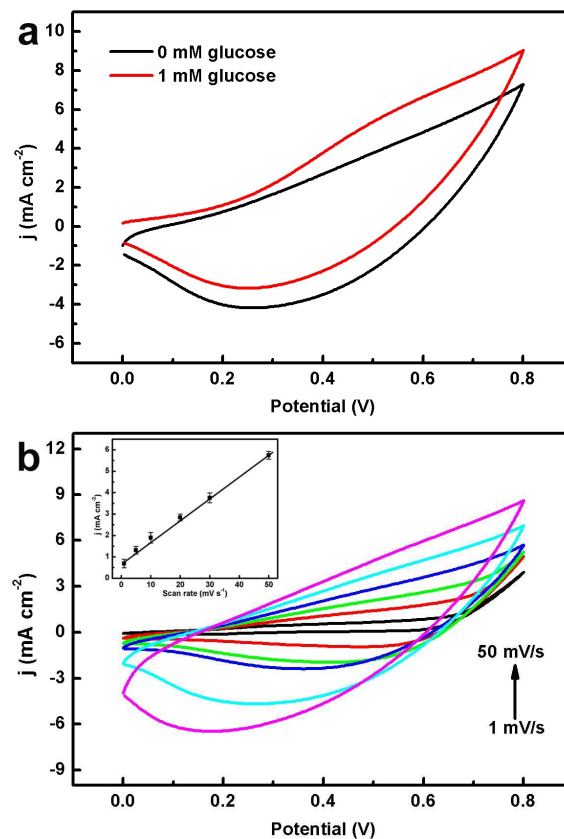 a
0 mM glucose
1 mM glucose
j (mA cm-2)
10
8
6
4
2
0
-2
-4
-6
0.0 0.2 0.4 0.6 0.8
Potential (V)
b
j (mA cm-2)
12
9
6
3
0
-3
-6
-9
j (mA cm-2)
6
5
4
3
2
1
0
0 10 20 30 40 50
Scan rate (mV s-1)
50 mV/s
1 mV/s
0.0 0.2 0.4 0.6 0.8
Potential (V)